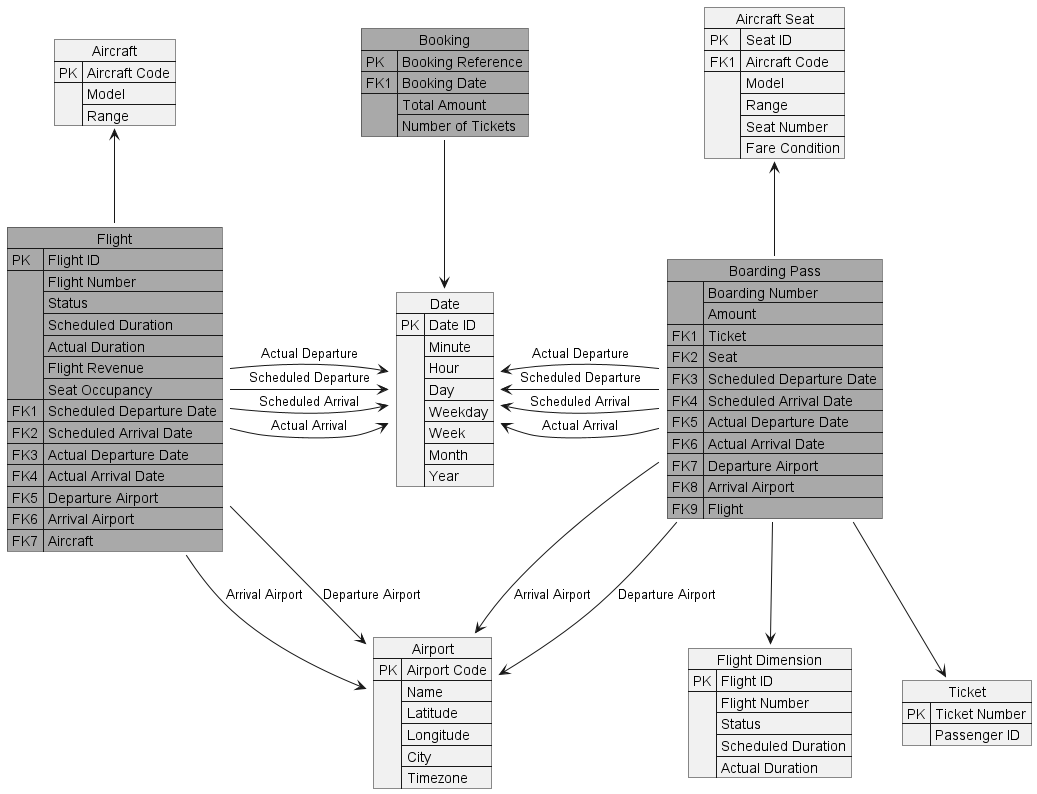 Aircraft
PK Aircraft Code
Model
Range
Booking
PK Booking Reference
FK1 Booking Date
Total Amount
Number of Tickets
Aircraft Seat
PK Seat ID
FK1 Aircraft Code
Model
Range
Seat Number
Fare Condition
Flight
PK Flight ID
Flight Number
Status
Scheduled Duration
Actual Duration
Flight Revenue
Seat Occupancy
FK1 Scheduled Departure Date
FK2 Scheduled Arrival Date
FK3 Actual Departure Date
FK4 Actual Arrival Date
FK5 Departure Airport
FK6 Arrival Airport
FK7 Aircraft
Actual Departure
Scheduled Departure
Scheduled Arrival
Actual Arrival
Date
PK Date ID
Minute
Hour
Day
Weekday
Week
Month
Year
Actual Departure
Scheduled Departure
Scheduled Arrival
Actual Arrival
Boarding Pass
Boarding Number
Amount
FK1 Ticket
FK2 Seat
FK3 Scheduled Departure Date
FK4 Scheduled Arrival Date
FK5 Actual Departure Date
FK6 Actual Arrival Date
FK7 Departure Airport
FK8 Arrival Airport
FK9 Flight
Arrival Airport
Departure Airport
Arrival Airport
Departure Airport
Airport
PK Airport Code
Name
Latitude
Longitude
City
Timezone
Flight Dimension
PK Flight ID
Flight Number
Status
Scheduled Duration
Actual Duration
Ticket
PK Ticket Number
Passenger ID